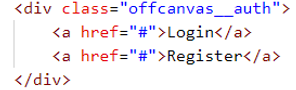 <div class="offcanvas__auth">
    <a href="#">Login</a>
    <a href="#">Register</a>
</div>